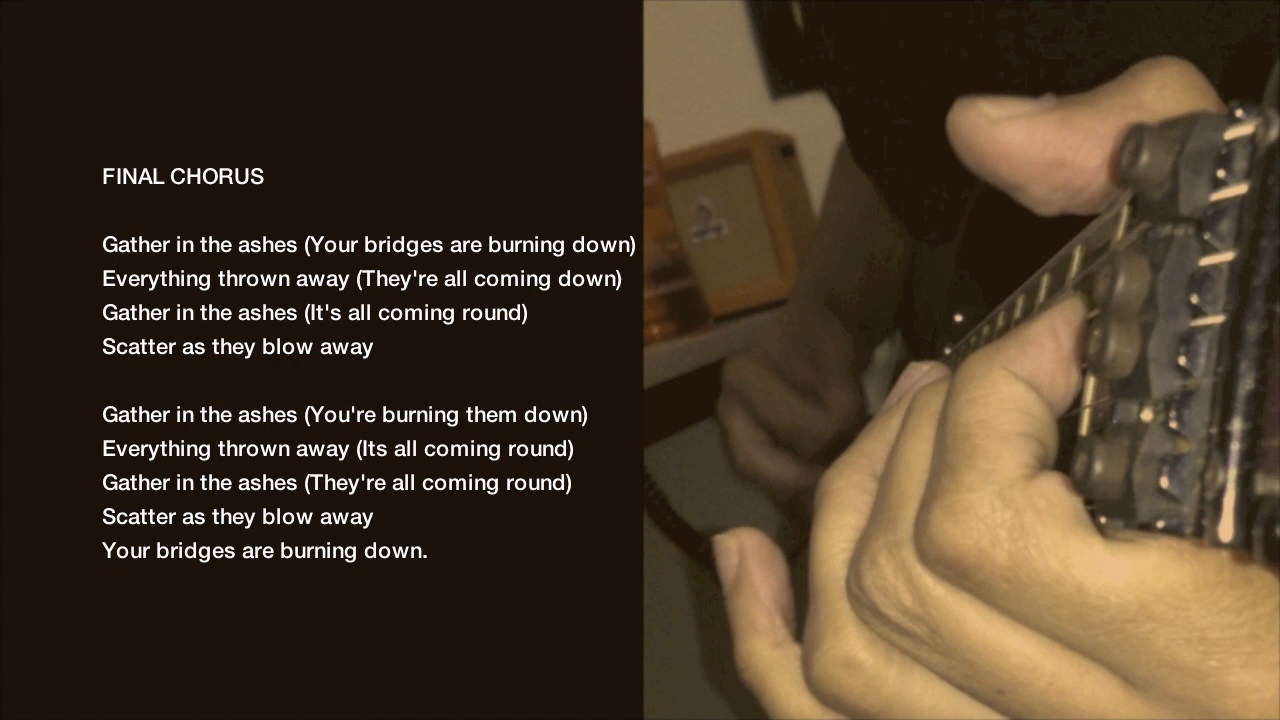 FINAL CHORUS
Gather in the ashes (Your bridges are burning down)
Everything thrown away (They're all coming down)
Gather in the ashes (It's all coming round)
Scatter as they blow away
Gather in the ashes (You're burning them down)
Everything thrown away (Its all coming round)
Gather in the ashes (They're all coming round)
Scatter as they blow away
Your bridges are burning down.